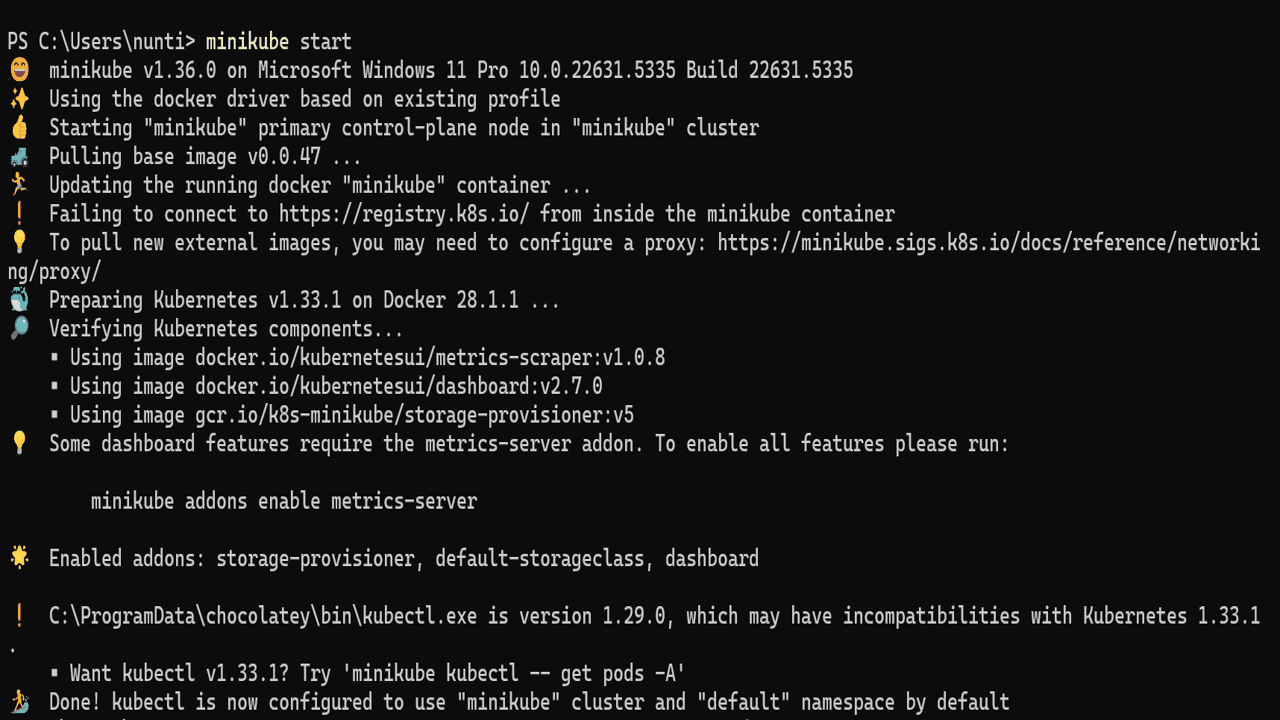 PS C:\Users\nunti> minikube start
😄  minikube v1.36.0 on Microsoft Windows 11 Pro 10.0.22631.5335 Build 22631.5335
✨  Using the docker driver based on existing profile
👍  Starting "minikube" primary control-plane node in "minikube" cluster
🚜  Pulling base image v0.0.47 ...
🏃  Updating the running docker "minikube" container ...
❗  Failing to connect to https://registry.k8s.io/ from inside the minikube container
💡  To pull new external images, you may need to configure a proxy: https://minikube.sigs.k8s.io/docs/reference/networki
ng/proxy/
🐳  Preparing Kubernetes v1.33.1 on Docker 28.1.1 ...
🔎  Verifying Kubernetes components...
    ▪ Using image docker.io/kubernetesui/metrics-scraper:v1.0.8
    ▪ Using image docker.io/kubernetesui/dashboard:v2.7.0
    ▪ Using image gcr.io/k8s-minikube/storage-provisioner:v5
💡  Some dashboard features require the metrics-server addon. To enable all features please run:
        minikube addons enable metrics-server
🌟  Enabled addons: storage-provisioner, default-storageclass, dashboard
❗  C:\ProgramData\chocolatey\bin\kubectl.exe is version 1.29.0, which may have incompatibilities with Kubernetes 1.33.1
.
    ▪ Want kubectl v1.33.1? Try 'minikube kubectl -- get pods -A'
🏄  Done! kubectl is now configured to use "minikube" cluster and "default" namespace by default